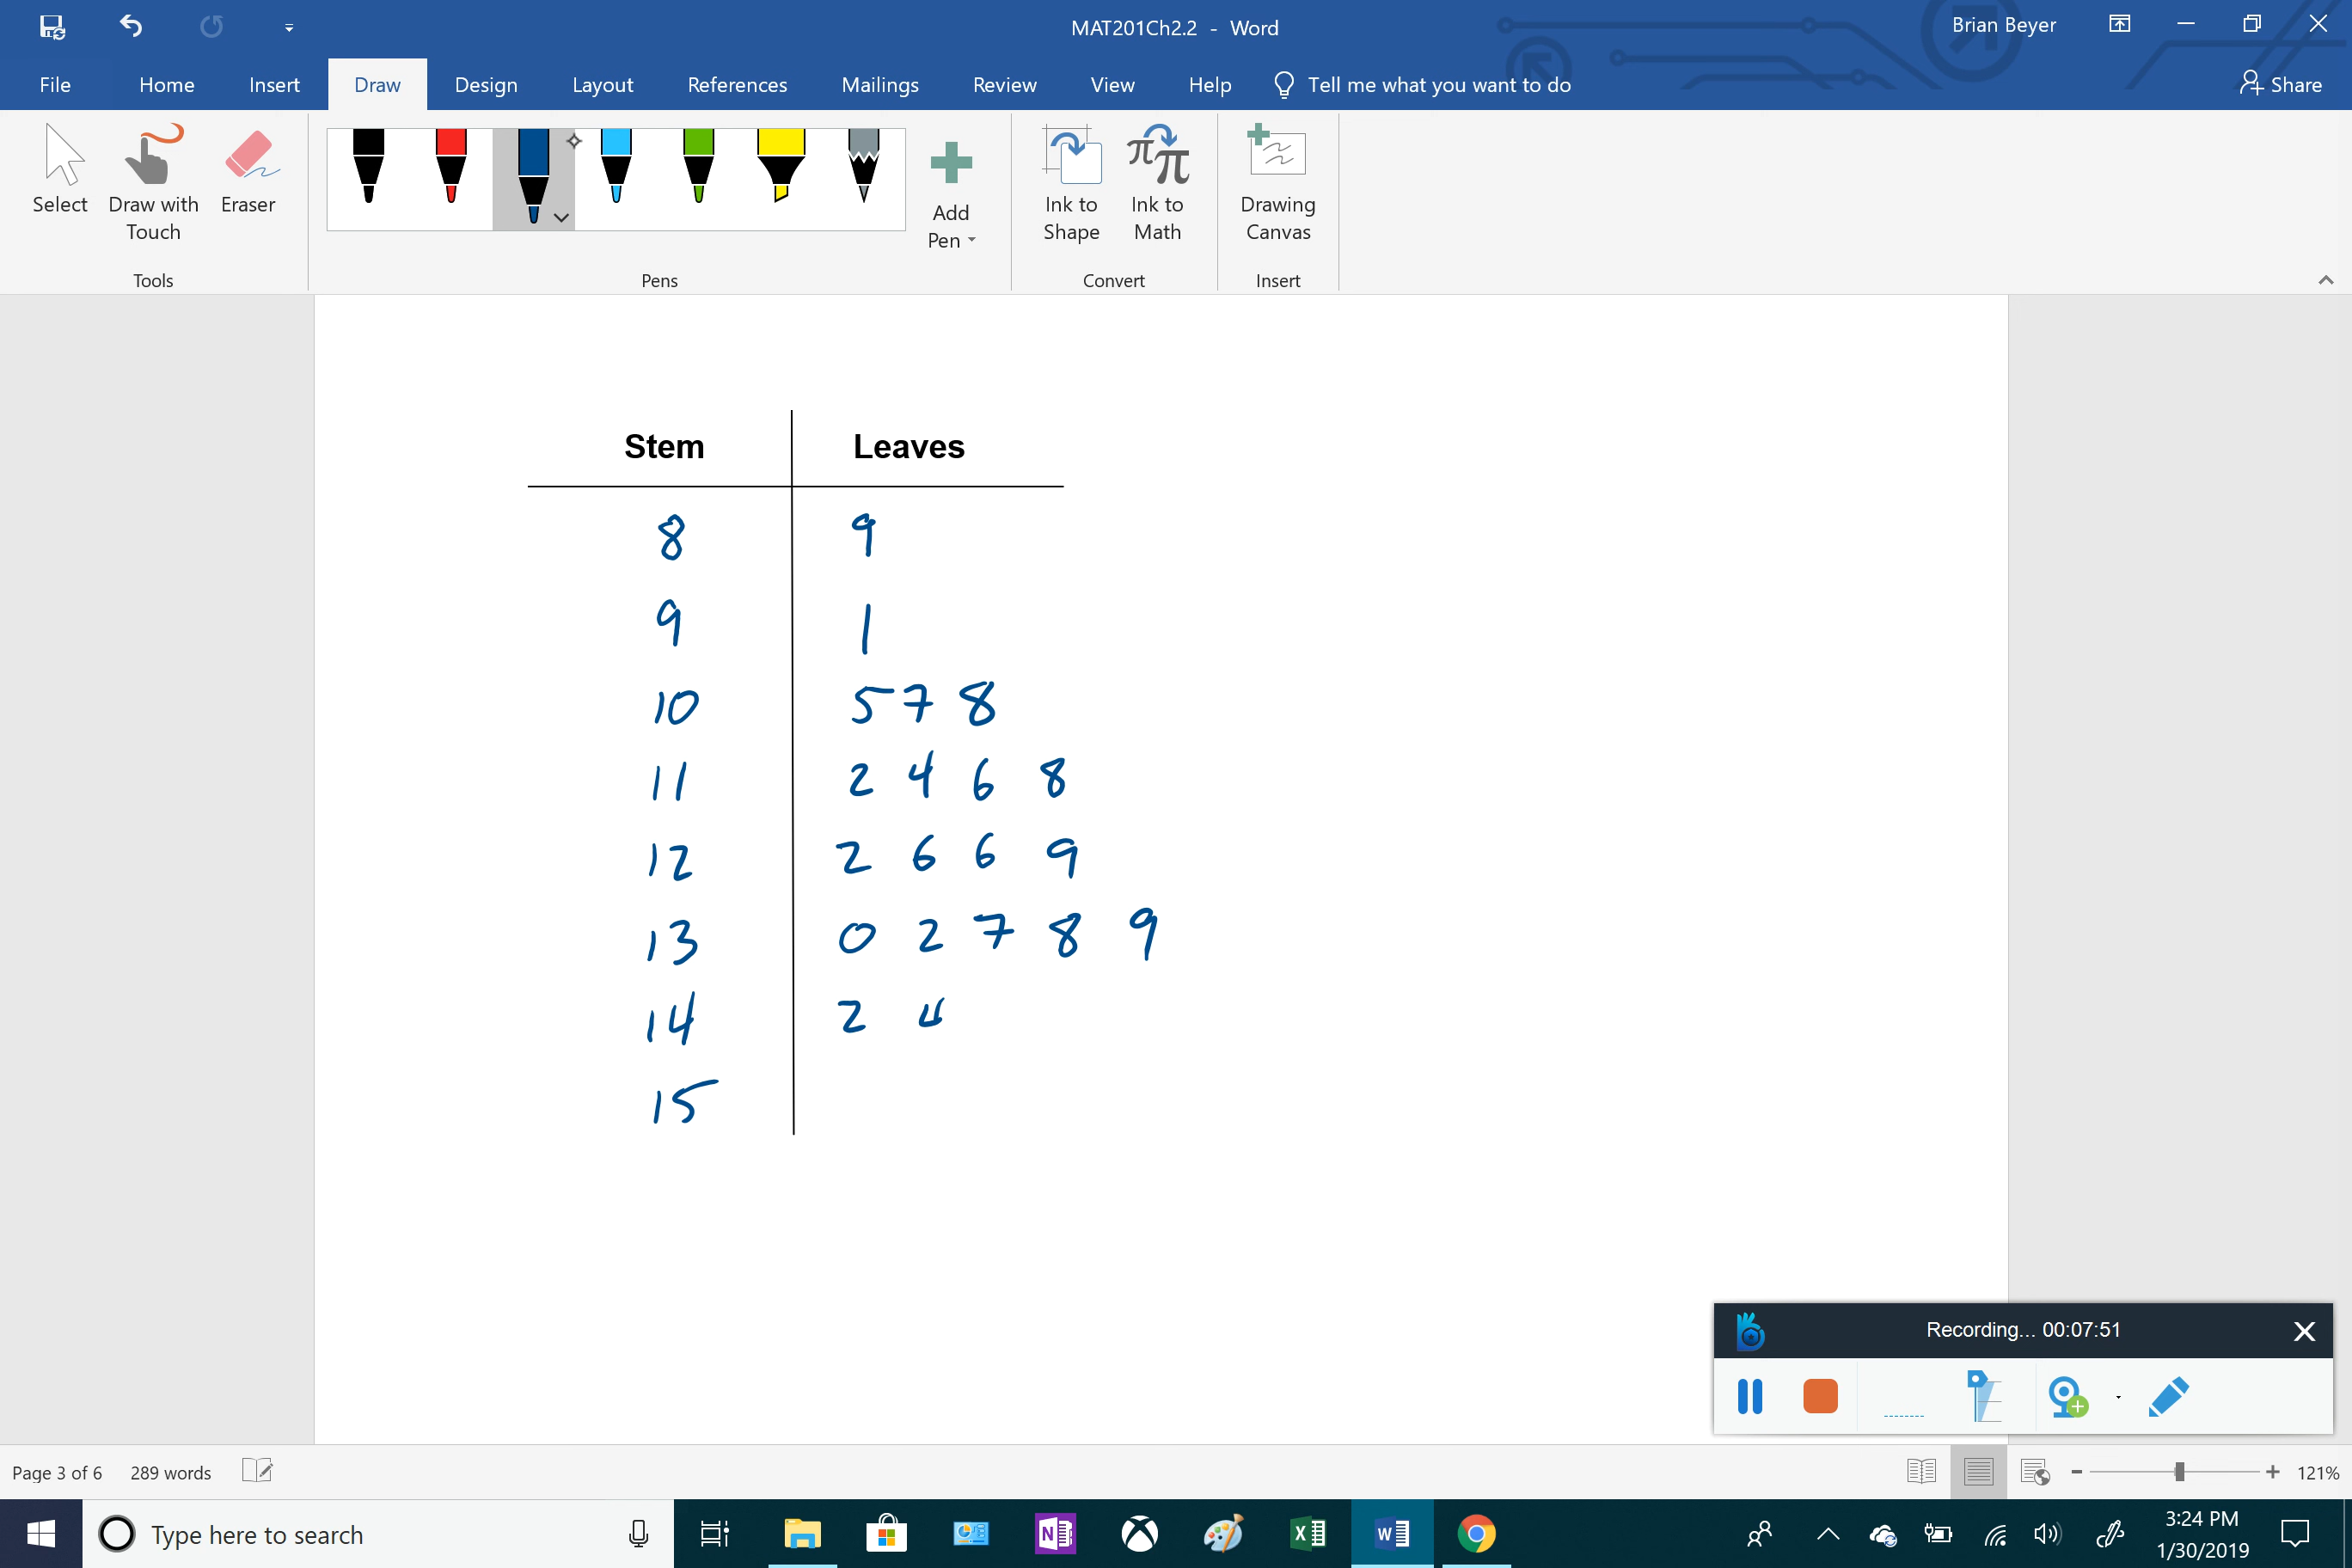 MAT201Ch2.2 - Word
Brian Beyer
File Home Insert Draw Design Layout References Mailings Review View Help Tell me what you want to do Share
Select Draw with Touch Eraser
Add Pen
Ink to Shape Ink to Math
Drawing Canvas
Tools Pens Convert Insert
Stem Leaves
8 9
9 1
10 5 7 8
11 2 4 6 8
12 2 6 6 9
13 0 2 7 8 9
14 2 4
15
Recording... 00:07:51
Page 3 of 6 289 words 121%
Type here to search
3:24 PM
1/30/2019